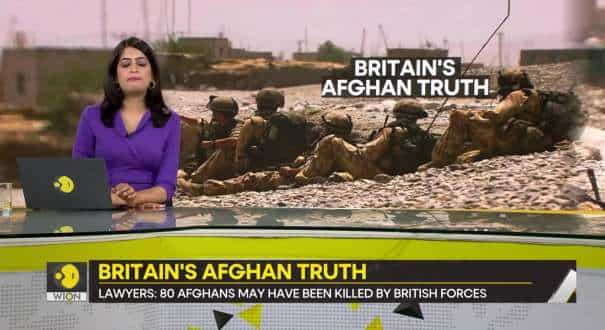 BRITAIN'S
AFGHAN TRUTH
BRITAIN'S AFGHAN TRUTH
WION
LAWYERS: 80 AFGHANS MAY HAVE BEEN KILLED BY BRITISH FORCES